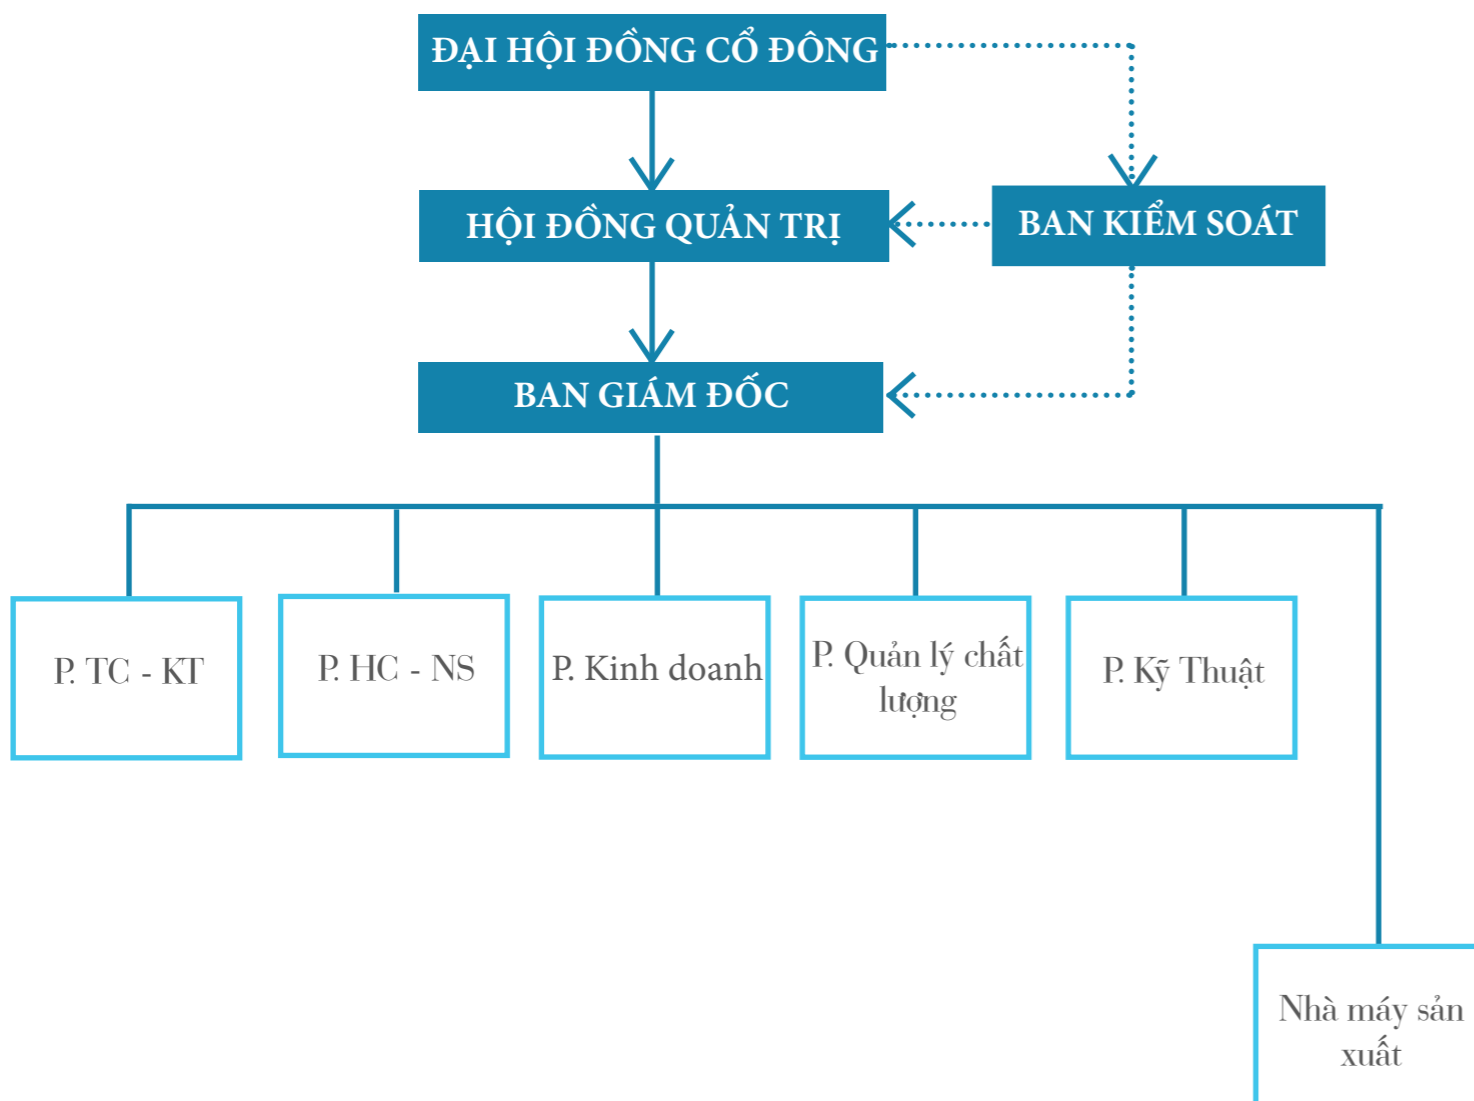 ĐẠI HỘI ĐỒNG CỔ ĐÔNG
HỘI ĐỒNG QUẢN TRỊ
BAN KIỂM SOÁT
BAN GIÁM ĐỐC
P. TC - KT
P. HC - NS
P. Kinh doanh
P. Quản lý chất
lượng
P. Kỹ Thuật
Nhà máy sản
xuất